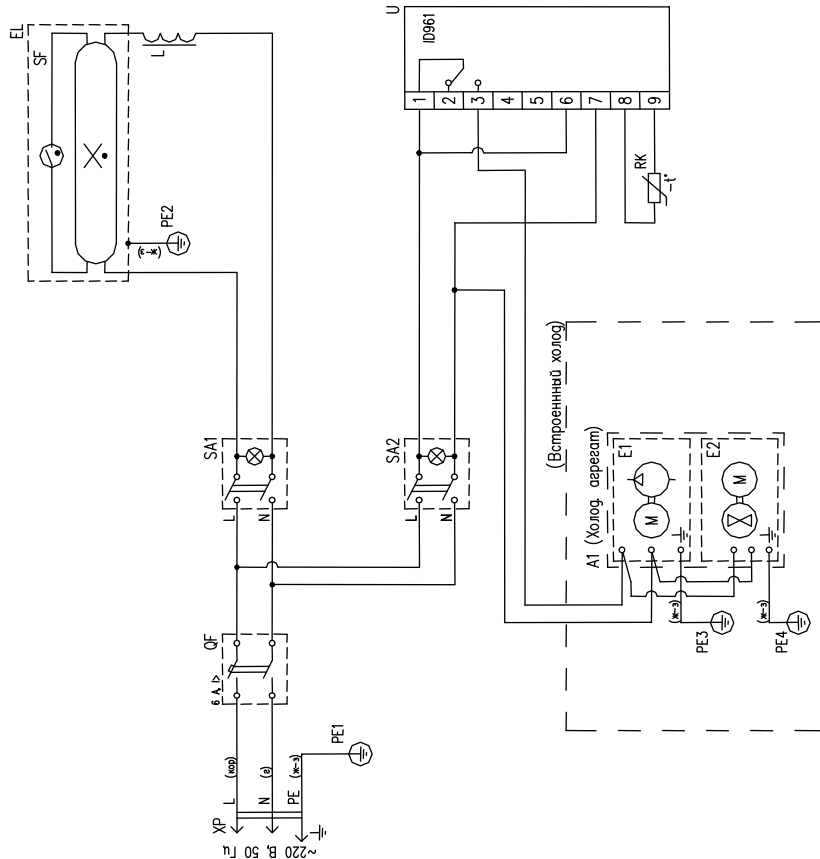 EL
SF
L
PE2
(ж-з)
U
ID961
1
2
3
4
5
6
7
8
9
RK
-t°
SA1
L
N
SA2
L
N
(Встроеннный холод)
A1 (Холод. агрегат)
E1
M
E2
M
(ж-з)
PE3
(ж-з)
PE4
QF
6 А, I>
PE1
(кор)
(г)
(ж-з)
L
N
PE
XP
~220 В, 50 Гц